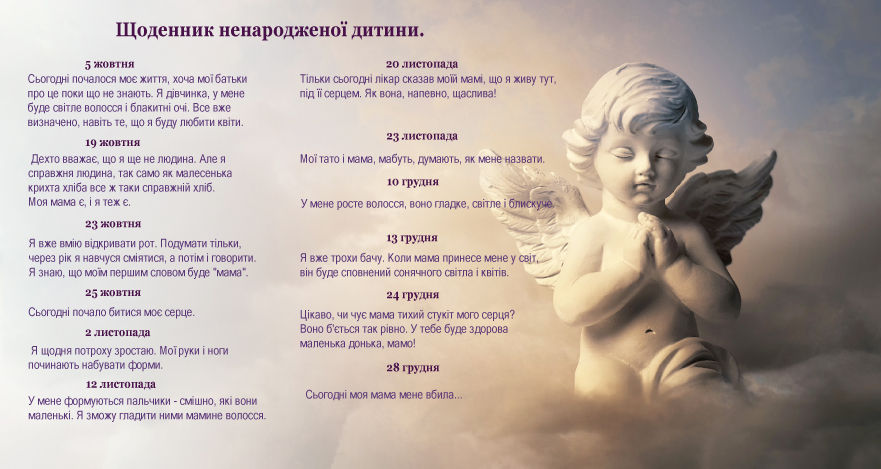 Щоденник ненародженої дитини.
5 жовтня
Сьогодні почалося моє життя, хоча мої батьки
про це поки що не знають. Я дівчинка, у мене
буде світле волосся і блакитні очі. Все вже
визначено, навіть те, що я буду любити квіти.
19 жовтня
Дехто вважає, що я ще не людина. Але я
справжня людина, так само як малесенька
крихта хліба все ж таки справжній хліб.
Моя мама є, і я теж є.
23 жовтня
Я вже вмію відкривати рот. Подумати тільки,
через рік я навчуся сміятися, а потім і говорити.
Я знаю, що моїм першим словом буде "мама".
25 жовтня
Сьогодні почало битися моє серце.
2 листопада
Я щодня потроху зростаю. Мої руки і ноги
починають набувати форми.
12 листопада
У мене формуються пальчики - смішно, які вони
маленькі. Я зможу гладити ними мамине волосся.
20 листопада
Тільки сьогодні лікар сказав моїй мамі, що я живу тут,
під її серцем. Як вона, напевно, щаслива!
23 листопада
Мої тато і мама, мабуть, думають, як мене назвати.
10 грудня
У мене росте волосся, воно гладке, світле і блискуче.
13 грудня
Я вже трохи бачу. Коли мама принесе мене у світ,
він буде сповнений сонячного світла і квітів.
24 грудня
Цікаво, чи чує мама тихий стукіт мого серця?
Воно б'ється так рівно. У тебе буде здорова
маленька донька, мамо!
28 грудня
Сьогодні моя мама мене вбила...